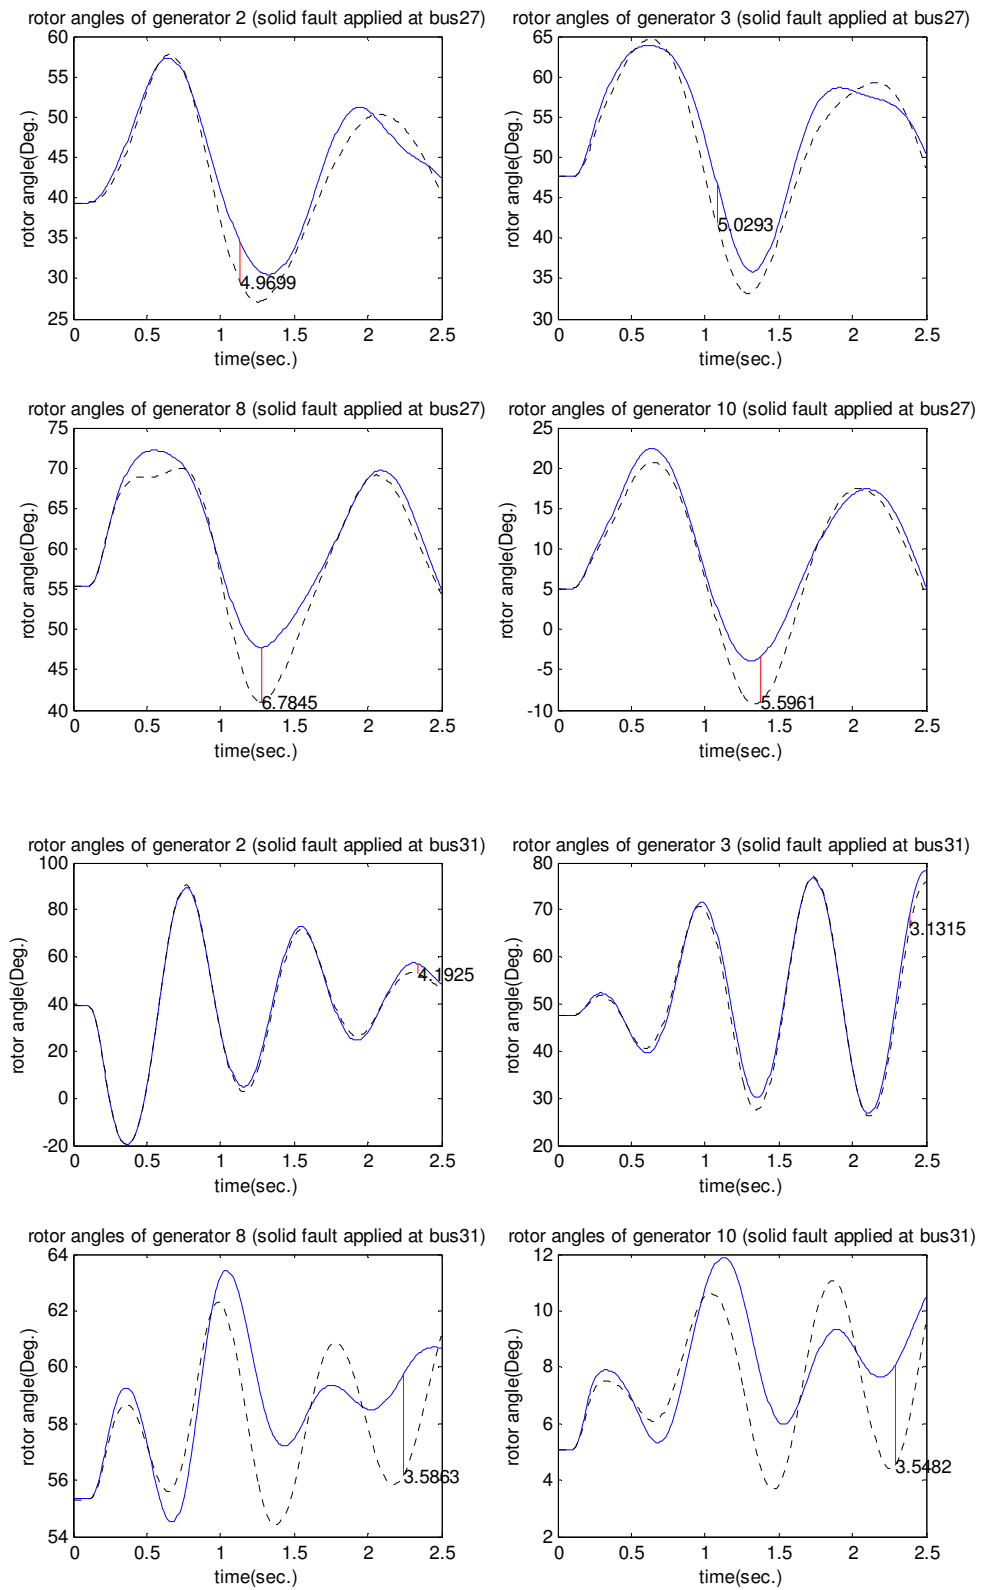 rotor angles of generator 2 (solid fault applied at bus27)
60
55
50
45
40
35
30
25
rotor angle(Deg.)
4.9699
0 0.5 1 1.5 2 2.5
time(sec.)
rotor angles of generator 3 (solid fault applied at bus27)
65
60
55
50
45
40
35
30
rotor angle(Deg.)
5.0293
0 0.5 1 1.5 2 2.5
time(sec.)
rotor angles of generator 8 (solid fault applied at bus27)
75
70
65
60
55
50
45
40
rotor angle(Deg.)
6.7845
0 0.5 1 1.5 2 2.5
time(sec.)
rotor angles of generator 10 (solid fault applied at bus27)
25
20
15
10
5
0
-5
-10
rotor angle(Deg.)
5.5961
0 0.5 1 1.5 2 2.5
time(sec.)
rotor angles of generator 2 (solid fault applied at bus31)
100
80
60
40
20
0
-20
rotor angle(Deg.)
4.1925
0 0.5 1 1.5 2 2.5
time(sec.)
rotor angles of generator 3 (solid fault applied at bus31)
80
70
60
50
40
30
20
rotor angle(Deg.)
3.1315
0 0.5 1 1.5 2 2.5
time(sec.)
rotor angles of generator 8 (solid fault applied at bus31)
64
62
60
58
56
54
rotor angle(Deg.)
3.5863
0 0.5 1 1.5 2 2.5
time(sec.)
rotor angles of generator 10 (solid fault applied at bus31)
12
10
8
6
4
2
rotor angle(Deg.)
3.5482
0 0.5 1 1.5 2 2.5
time(sec.)